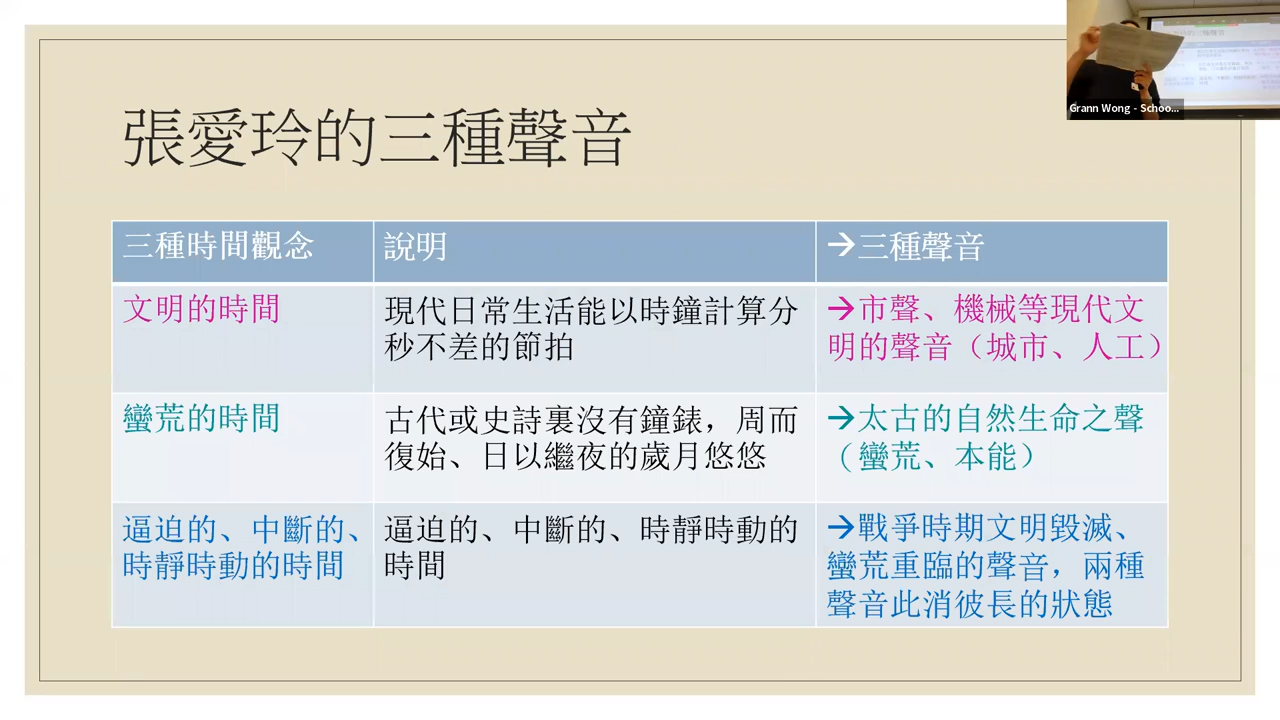 張愛玲的三種聲音
Grann Wong - Schoo...
三種時間觀念
說明
→三種聲音
文明的時間
現代日常生活能以時鐘計算分
秒不差的節拍
→市聲、機械等現代文
明的聲音（城市、人工）
蠻荒的時間
古代或史詩裏沒有鐘錶，周而
復始、日以繼夜的歲月悠悠
→太古的自然生命之聲
（蠻荒、本能）
逼迫的、中斷的、
時靜時動的時間
逼迫的、中斷的、時靜時動的
時間
→戰爭時期文明毀滅、
蠻荒重臨的聲音，兩種
聲音此消彼長的狀態